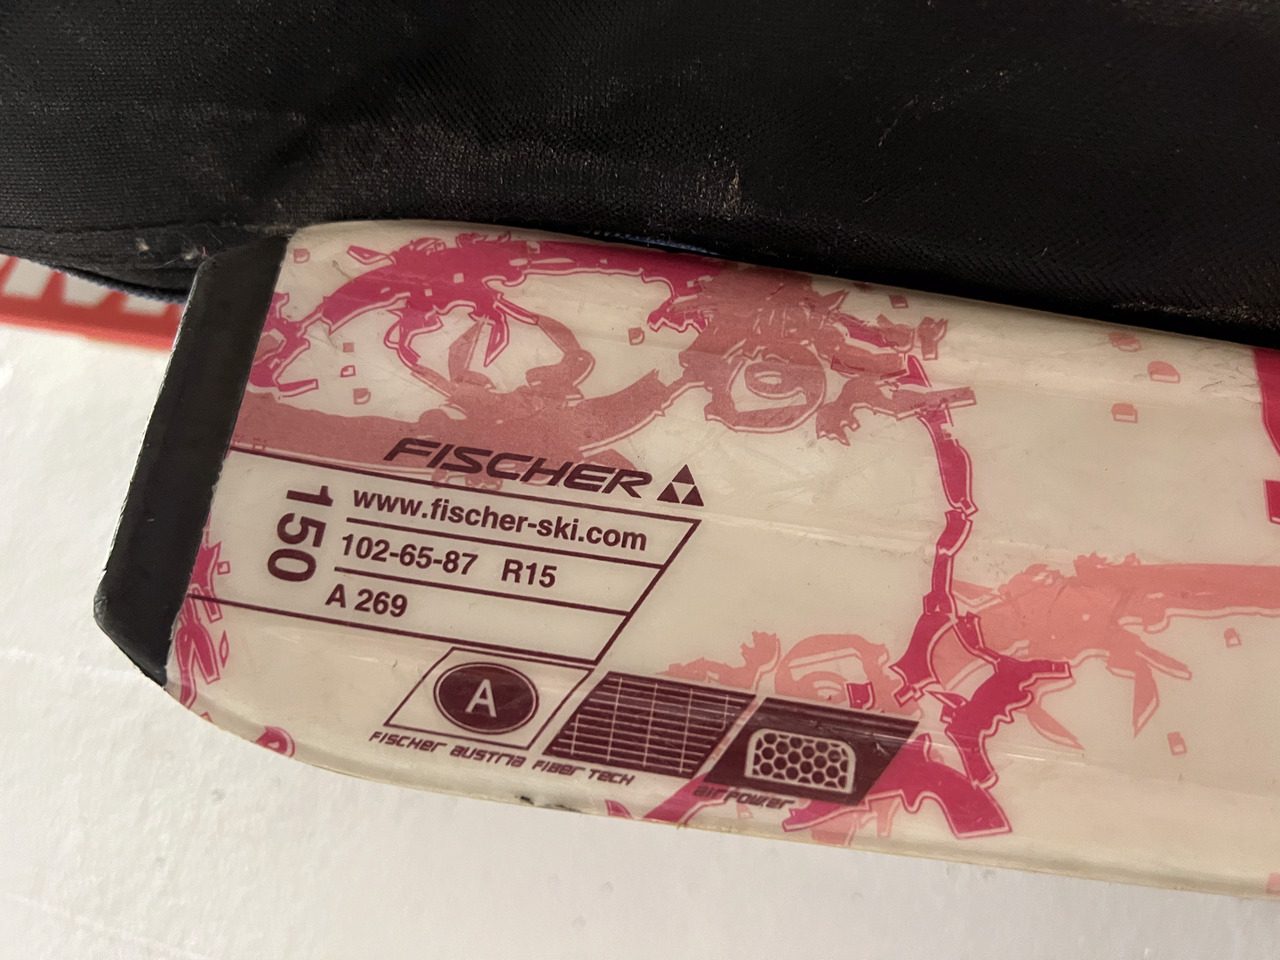 FISCHER
www.fischer-ski.com
150
102-65-87 R15
A 269
A
FISCHER AUSTRIA FIBER TECH
AIR POWER